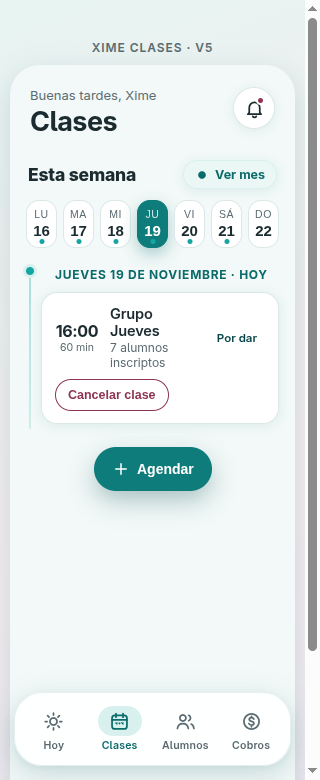 XIME CLASES · V5
Buenas tardes, Xime
Clases
Esta semana
Ver mes
LU MA MI JU VI SÁ DO
16 17 18 19 20 21 22
JUEVES 19 DE NOVIEMBRE · HOY
16:00
60 min
Grupo
Jueves
7 alumnos
inscriptos
Por dar
Cancelar clase
Agendar
Hoy Clases Alumnos Cobros